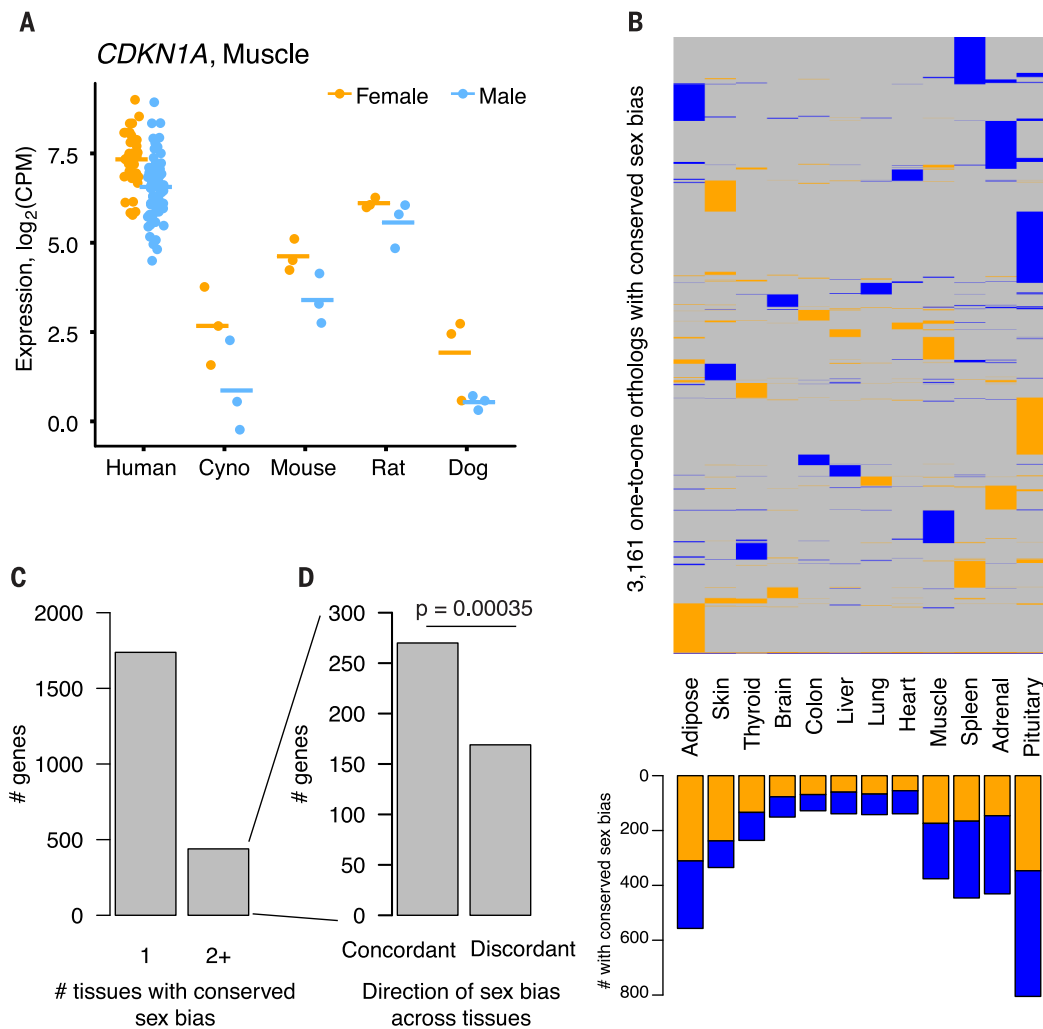 A
CDKN1A, Muscle
Female
Male
Expression, log2(CPM)
7.5
5.0
2.5
0.0
Human
Cyno
Mouse
Rat
Dog
B
3,161 one-to-one orthologs with conserved sex bias
Adipose
Skin
Thyroid
Brain
Colon
Liver
Lung
Heart
Muscle
Spleen
Adrenal
Pituitary
# with conserved sex bias
0
200
400
600
800
C
# genes
2000
1500
1000
500
0
1
2+
# tissues with conserved
sex bias
D
p = 0.00035
# genes
300
250
200
150
100
50
0
Concordant
Discordant
Direction of sex bias
across tissues